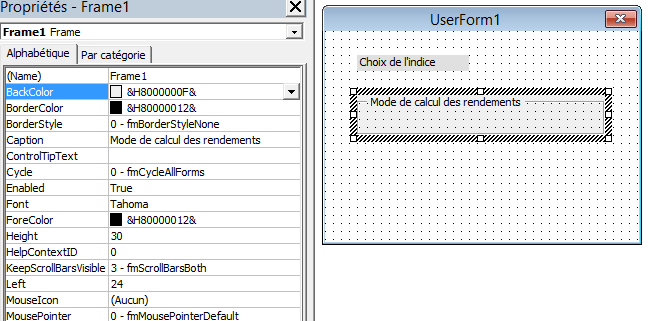 Propriétés - Frame1
Frame1 Frame
Alphabétique Par catégorie
(Name) Frame1
BackColor &H8000000F&
BorderColor &H80000012&
BorderStyle 0 - fmBorderStyleNone
Caption Mode de calcul des rendements
ControlTipText
Cycle 0 - fmCycleAllForms
Enabled True
Font Tahoma
ForeColor &H80000012&
Height 30
HelpContextID 0
KeepScrollBarsVisible 3 - fmScrollBarsBoth
Left 24
MouseIcon (Aucun)
MousePointer 0 - fmMousePointerDefault
UserForm1
Choix de l'indice
Mode de calcul des rendements